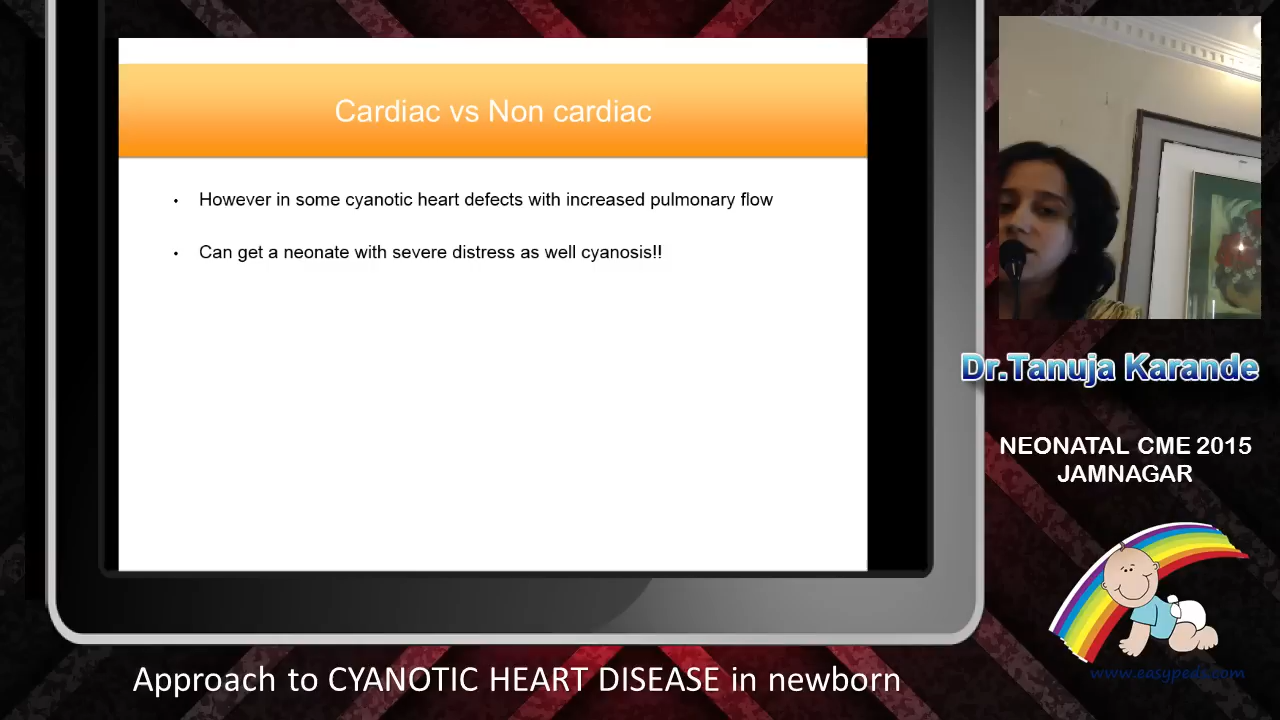 Cardiac vs Non cardiac
• However in some cyanotic heart defects with increased pulmonary flow
• Can get a neonate with severe distress as well cyanosis!!
Dr.Tanuja Karande
NEONATAL CME 2015
JAMNAGAR
www.easypeds.com
Approach to CYANOTIC HEART DISEASE in newborn